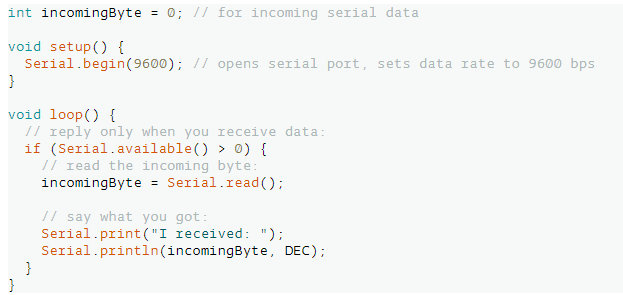 int incomingByte = 0; // for incoming serial data

void setup() {
  Serial.begin(9600); // opens serial port, sets data rate to 9600 bps
}

void loop() {
  // reply only when you receive data:
  if (Serial.available() > 0) {
    // read the incoming byte:
    incomingByte = Serial.read();

    // say what you got:
    Serial.print("I received: ");
    Serial.println(incomingByte, DEC);
  }
}